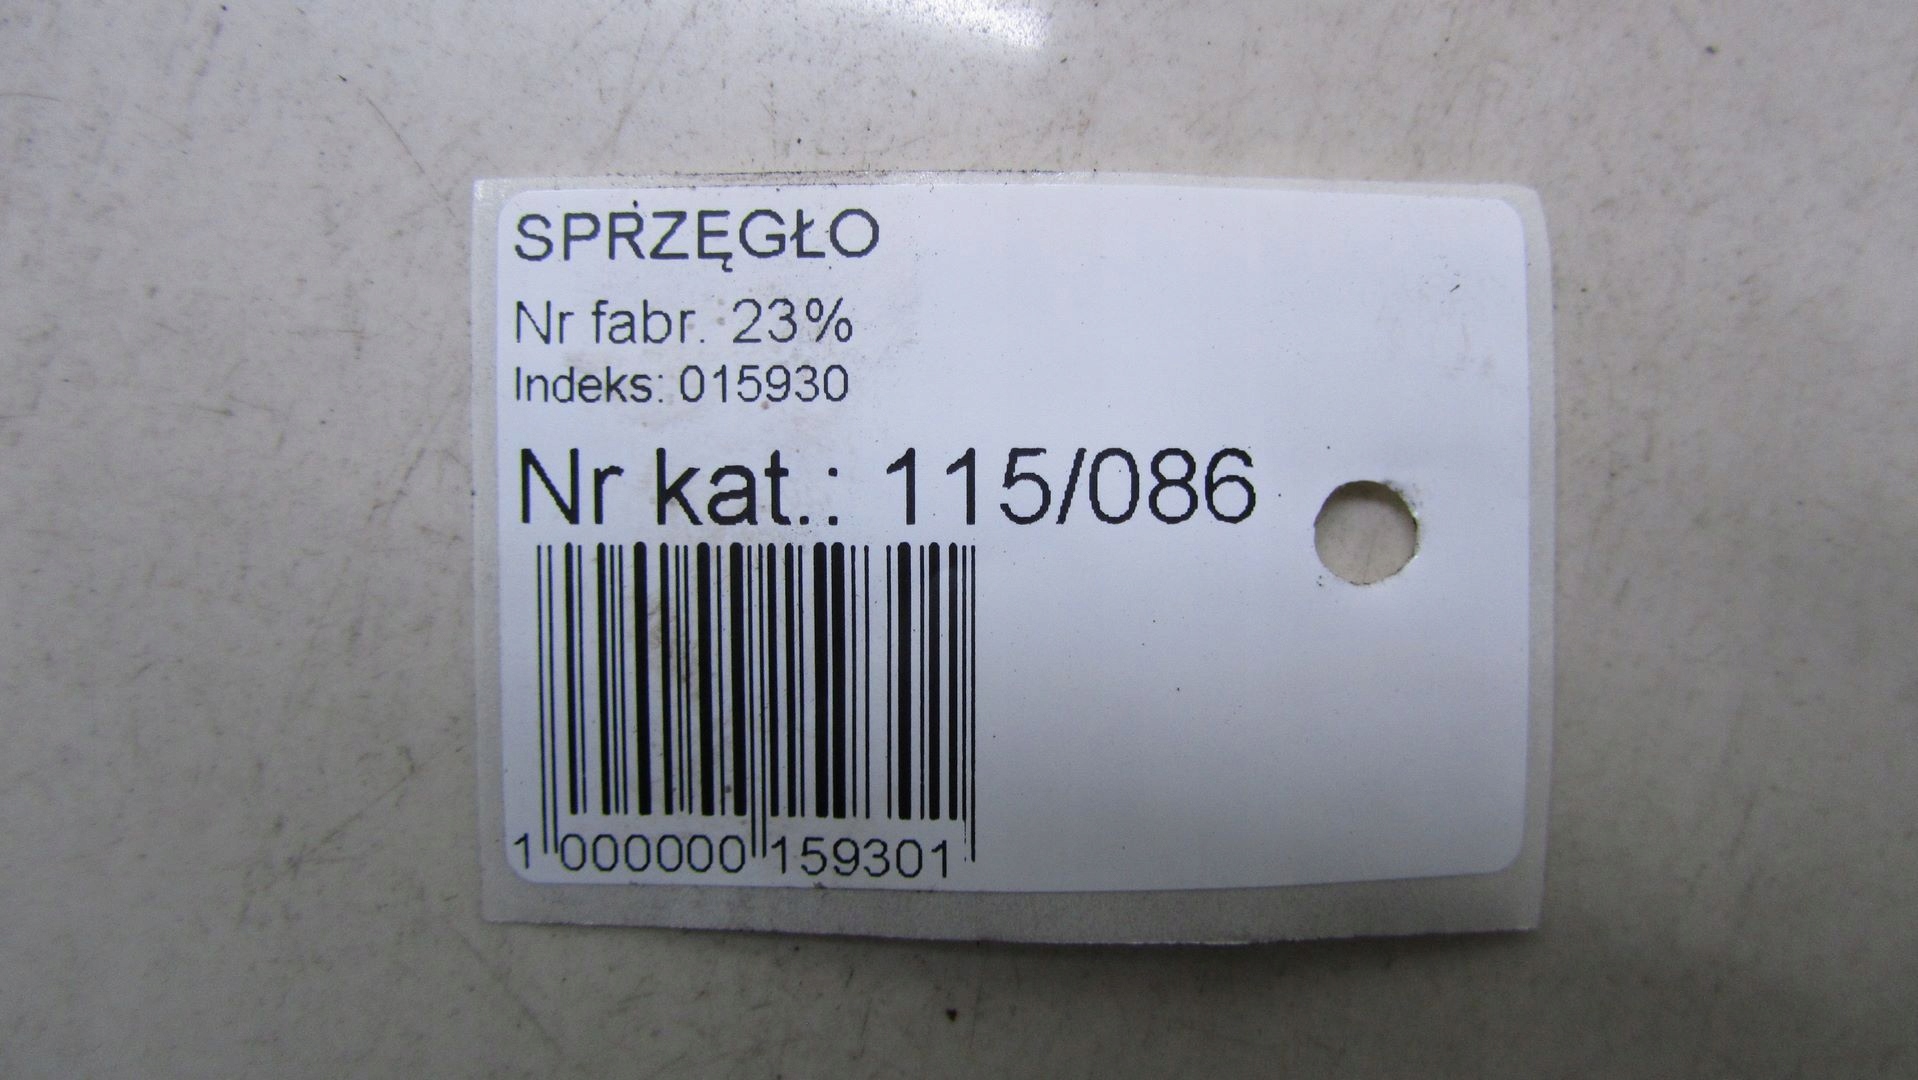 SPRZĘGŁO
Nr fabr. 23%
Indeks: 015930
Nr kat.: 115/086
1 000000 159301